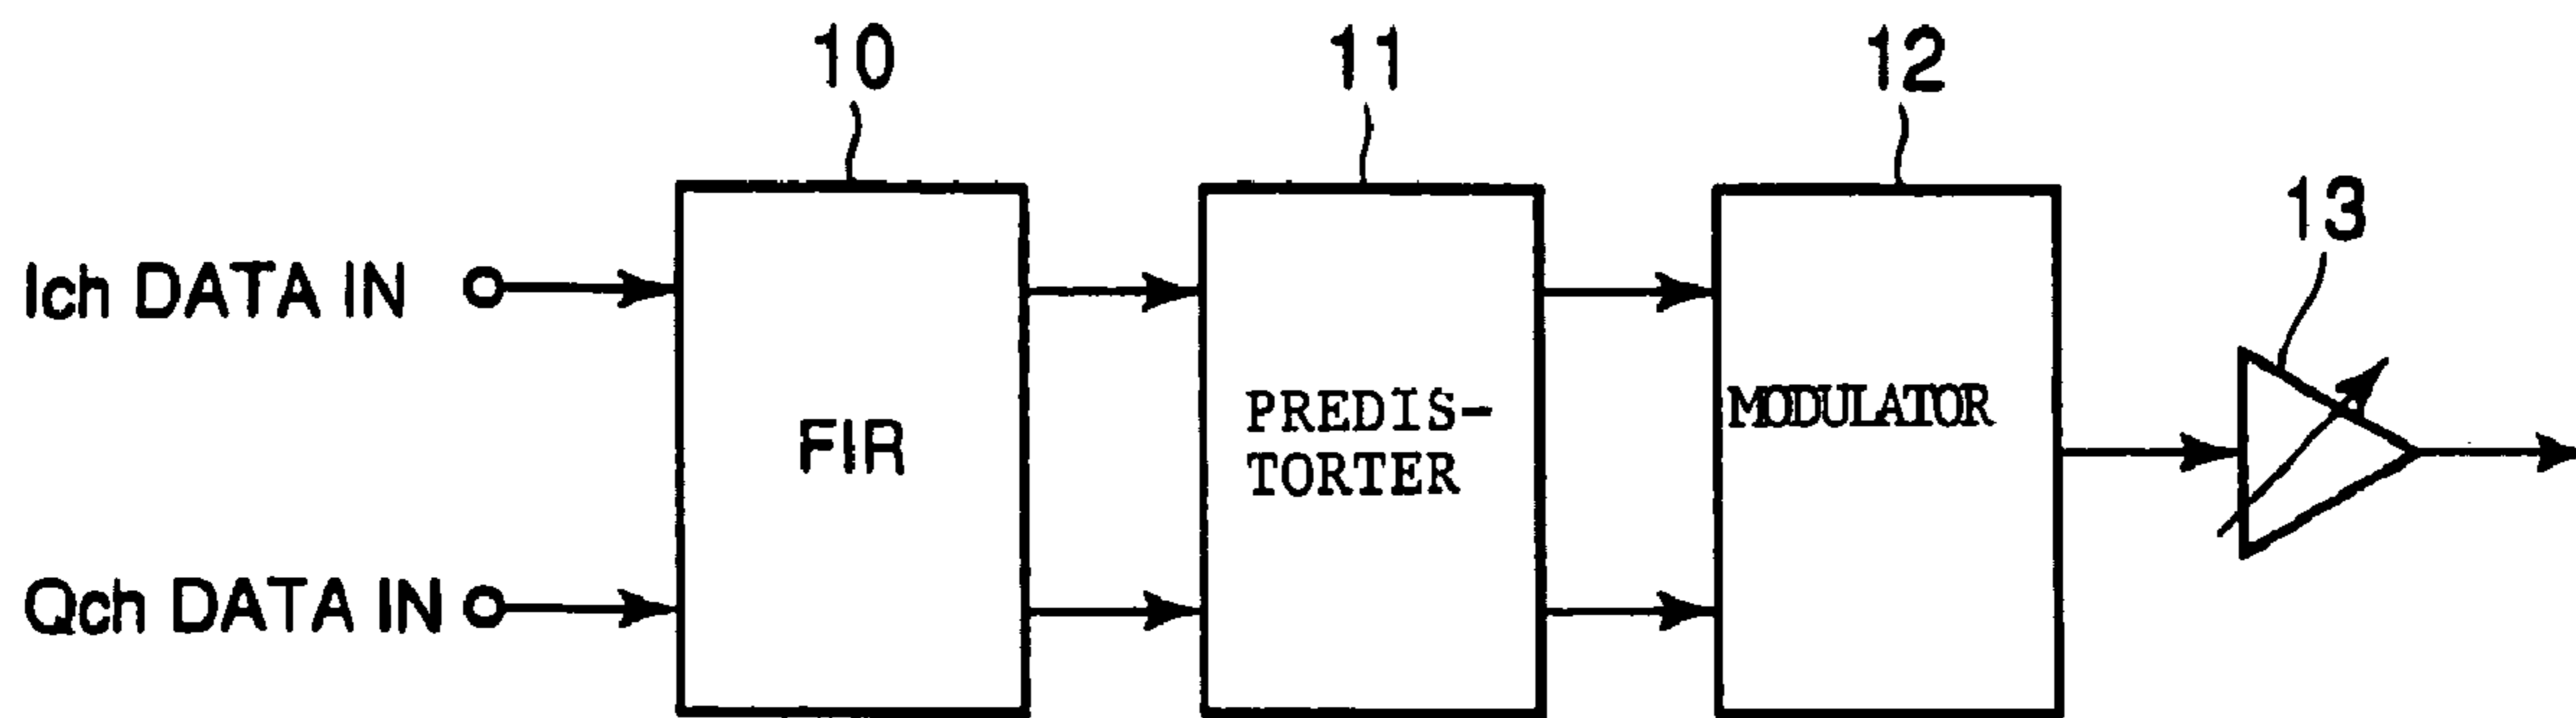 10
11
12
13
Ich DATA IN
Qch DATA IN
FIR
PREDIS-
TORTER
MODULATOR